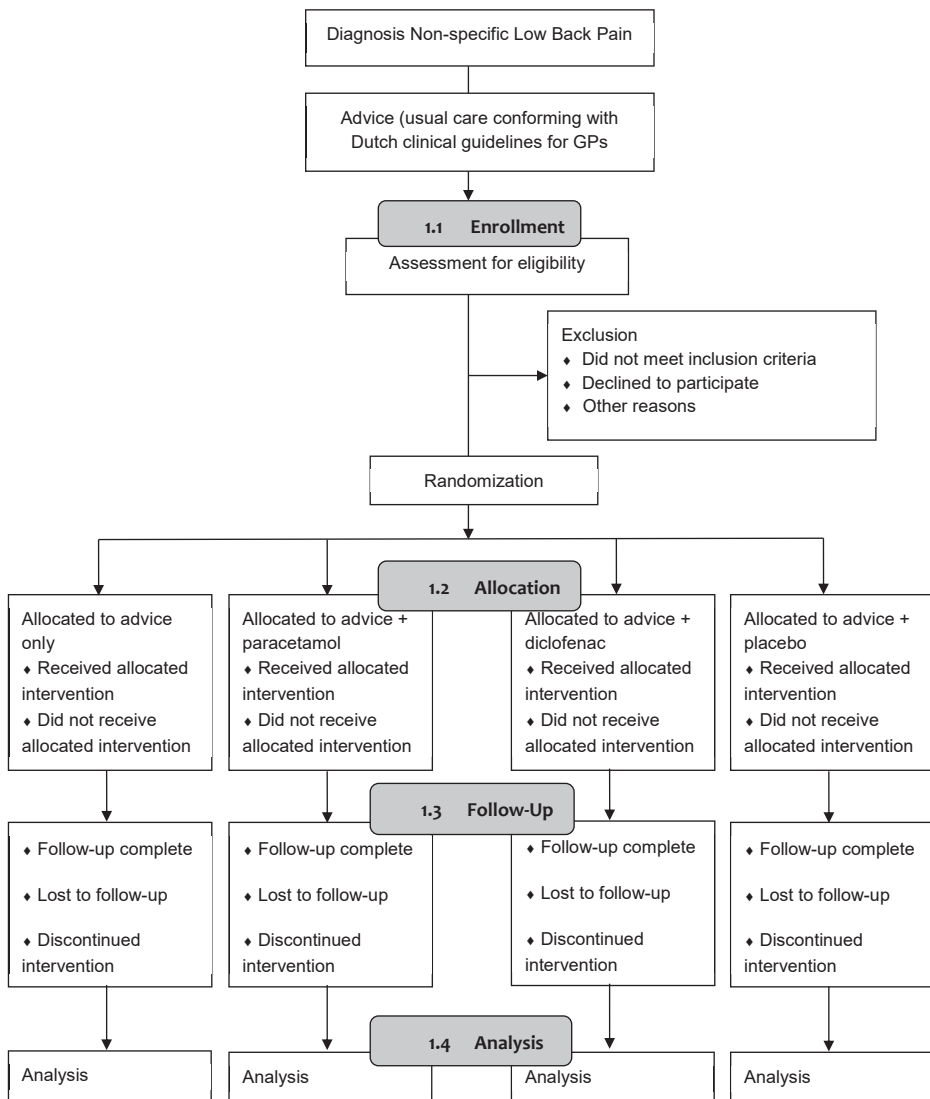 Diagnosis Non-specific Low Back Pain
Advice (usual care conforming with
Dutch clinical guidelines for GPs
1.1 Enrollment
Assessment for eligibility
Exclusion
♦ Did not meet inclusion criteria
♦ Declined to participate
♦ Other reasons
Randomization
1.2 Allocation
Allocated to advice
only
♦ Received allocated
intervention
♦ Did not receive
allocated intervention
Allocated to advice +
paracetamol
♦ Received allocated
intervention
♦ Did not receive
allocated intervention
Allocated to advice +
diclofenac
♦ Received allocated
intervention
♦ Did not receive
allocated intervention
Allocated to advice +
placebo
♦ Received allocated
intervention
♦ Did not receive
allocated intervention
1.3 Follow-Up
♦ Follow-up complete
♦ Lost to follow-up
♦ Discontinued
intervention
♦ Follow-up complete
♦ Lost to follow-up
♦ Discontinued
intervention
♦ Follow-up complete
♦ Lost to follow-up
♦ Discontinued
intervention
♦ Follow-up complete
♦ Lost to follow-up
♦ Discontinued
intervention
1.4 Analysis
Analysis
Analysis
Analysis
Analysis